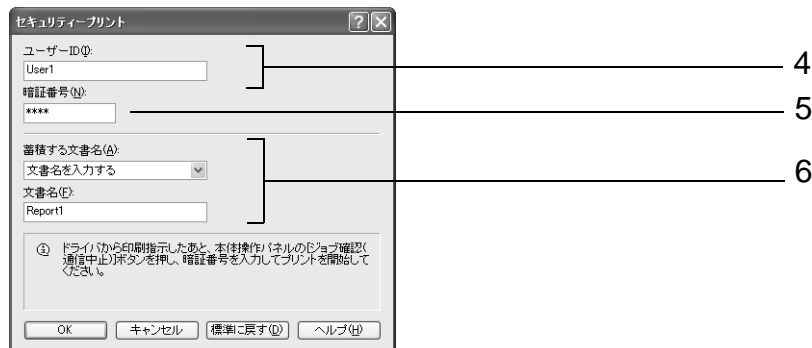 セキュリティープリント
ユーザーID(I):
User1
4
暗証番号(N):
****
5
蓄積する文書名(A):
文書名を入力する
6
文書名(F):
Report1
ドライバから印刷指示したあと、本体操作パネルの[ジョブ確認(
通信中止)]ボタンを押し、暗証番号を入力してプリントを開始して
ください。
OK キャンセル 標準に戻す(D) ヘルプ(H)